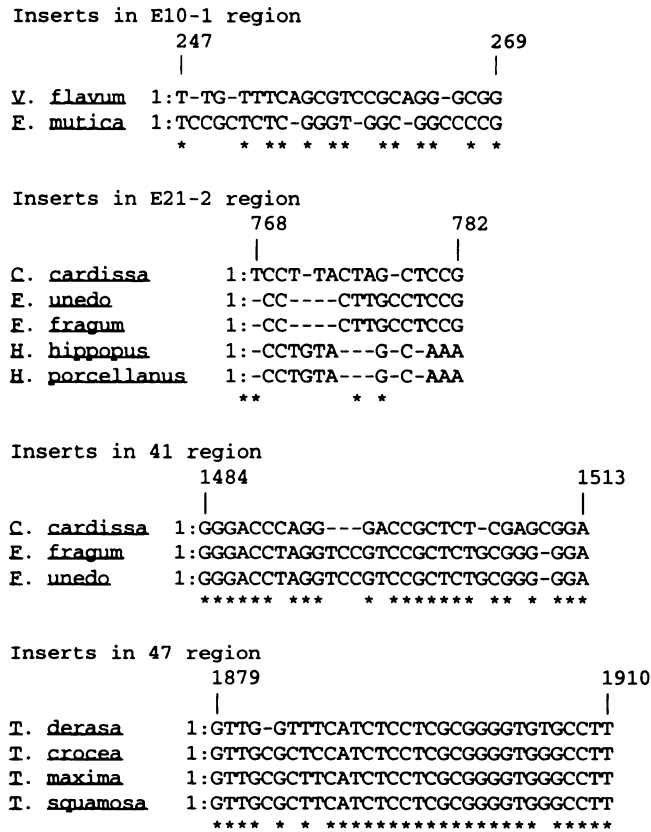 Inserts in E10-1 region
247 269
| |
V. flavum 1:T-TG-TTTCAGCGTCCGCAGG-GCGG
F. mutica 1:TCCGCTCTC-GGGT-GGC-GGCCCCG
* * ** * ** ** ** * *
Inserts in E21-2 region
768 782
| |
C. cardissa 1:TCCT-TACTAG-CTCCG
F. unedo 1:-CC----CTTGCCTCCG
F. fragum 1:-CC----CTTGCCTCCG
H. hippopus 1:-CCTGTA---G-C-AAA
H. porcellanus 1:-CCTGTA---G-C-AAA
** * *
Inserts in 41 region
1484 1513
| |
C. cardissa 1:GGGACCCAGG---GACCGCTCT-CGAGCGGA
F. fragum 1:GGGACCTAGGTCCGTCCGCTCTGCGGG-GGA
F. unedo 1:GGGACCTAGGTCCGTCCGCTCTGCGGG-GGA
****** *** * ******* ** * ***
Inserts in 47 region
1879 1910
| |
T. derasa 1:GTTG-GTTTCATCTCCTCGCGGGGTGTGCCTT
T. crocea 1:GTTGCGCTCCATCTCCTCGCGGGGTGGGCCTT
T. maxima 1:GTTGCGCTTCATCTCCTCGCGGGGTGGGCCTT
T. squamosa 1:GTTGCGCTTCATCTCCTCGCGGGGTGGGCCTT
**** * * ***************** *****